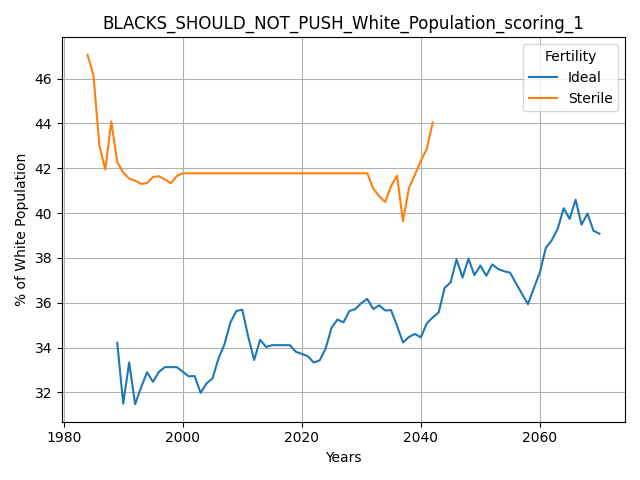 BLACKS_SHOULD_NOT_PUSH_White_Population_scoring_1
Fertility
Ideal
Sterile
46
44
42
40
38
36
34
32
% of White Population
1980
2000
2020
2040
2060
Years